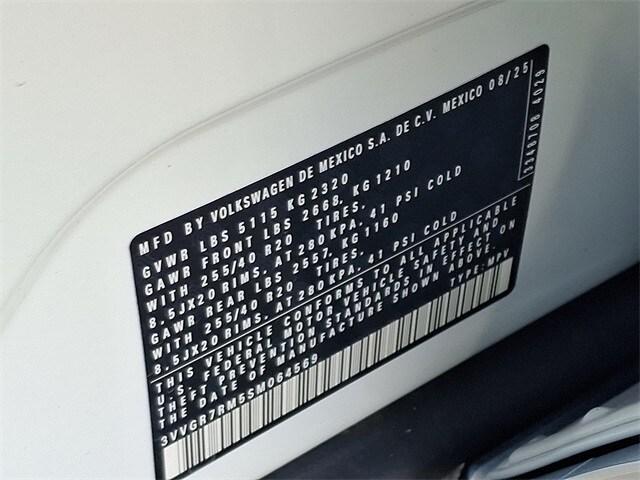 MFD BY VOLKSWAGEN DE MEXICO S.A. DE C.V. MEXICO 08/25
GVWR LBS 5115 KG 2320
GAWR FRONT LBS 2668, KG 1210
WITH 255/40 R20 TIRES,
8.5JX20 RIMS, AT 280 KPA, 41 PSI COLD
GAWR REAR LBS 2557, KG 1160
WITH 255/40 R20 TIRES,
8.5JX20 RIMS, AT 280 KPA, 41 PSI COLD
THIS VEHICLE CONFORMS TO ALL APPLICABLE
U.S. FEDERAL MOTOR VEHICLE SAFETY AND
THEFT PREVENTION STANDARDS IN EFFECT ON
THE DATE OF MANUFACTURE SHOWN ABOVE.
3VVGR7RM5SM064569 TYPE: MPV
4029